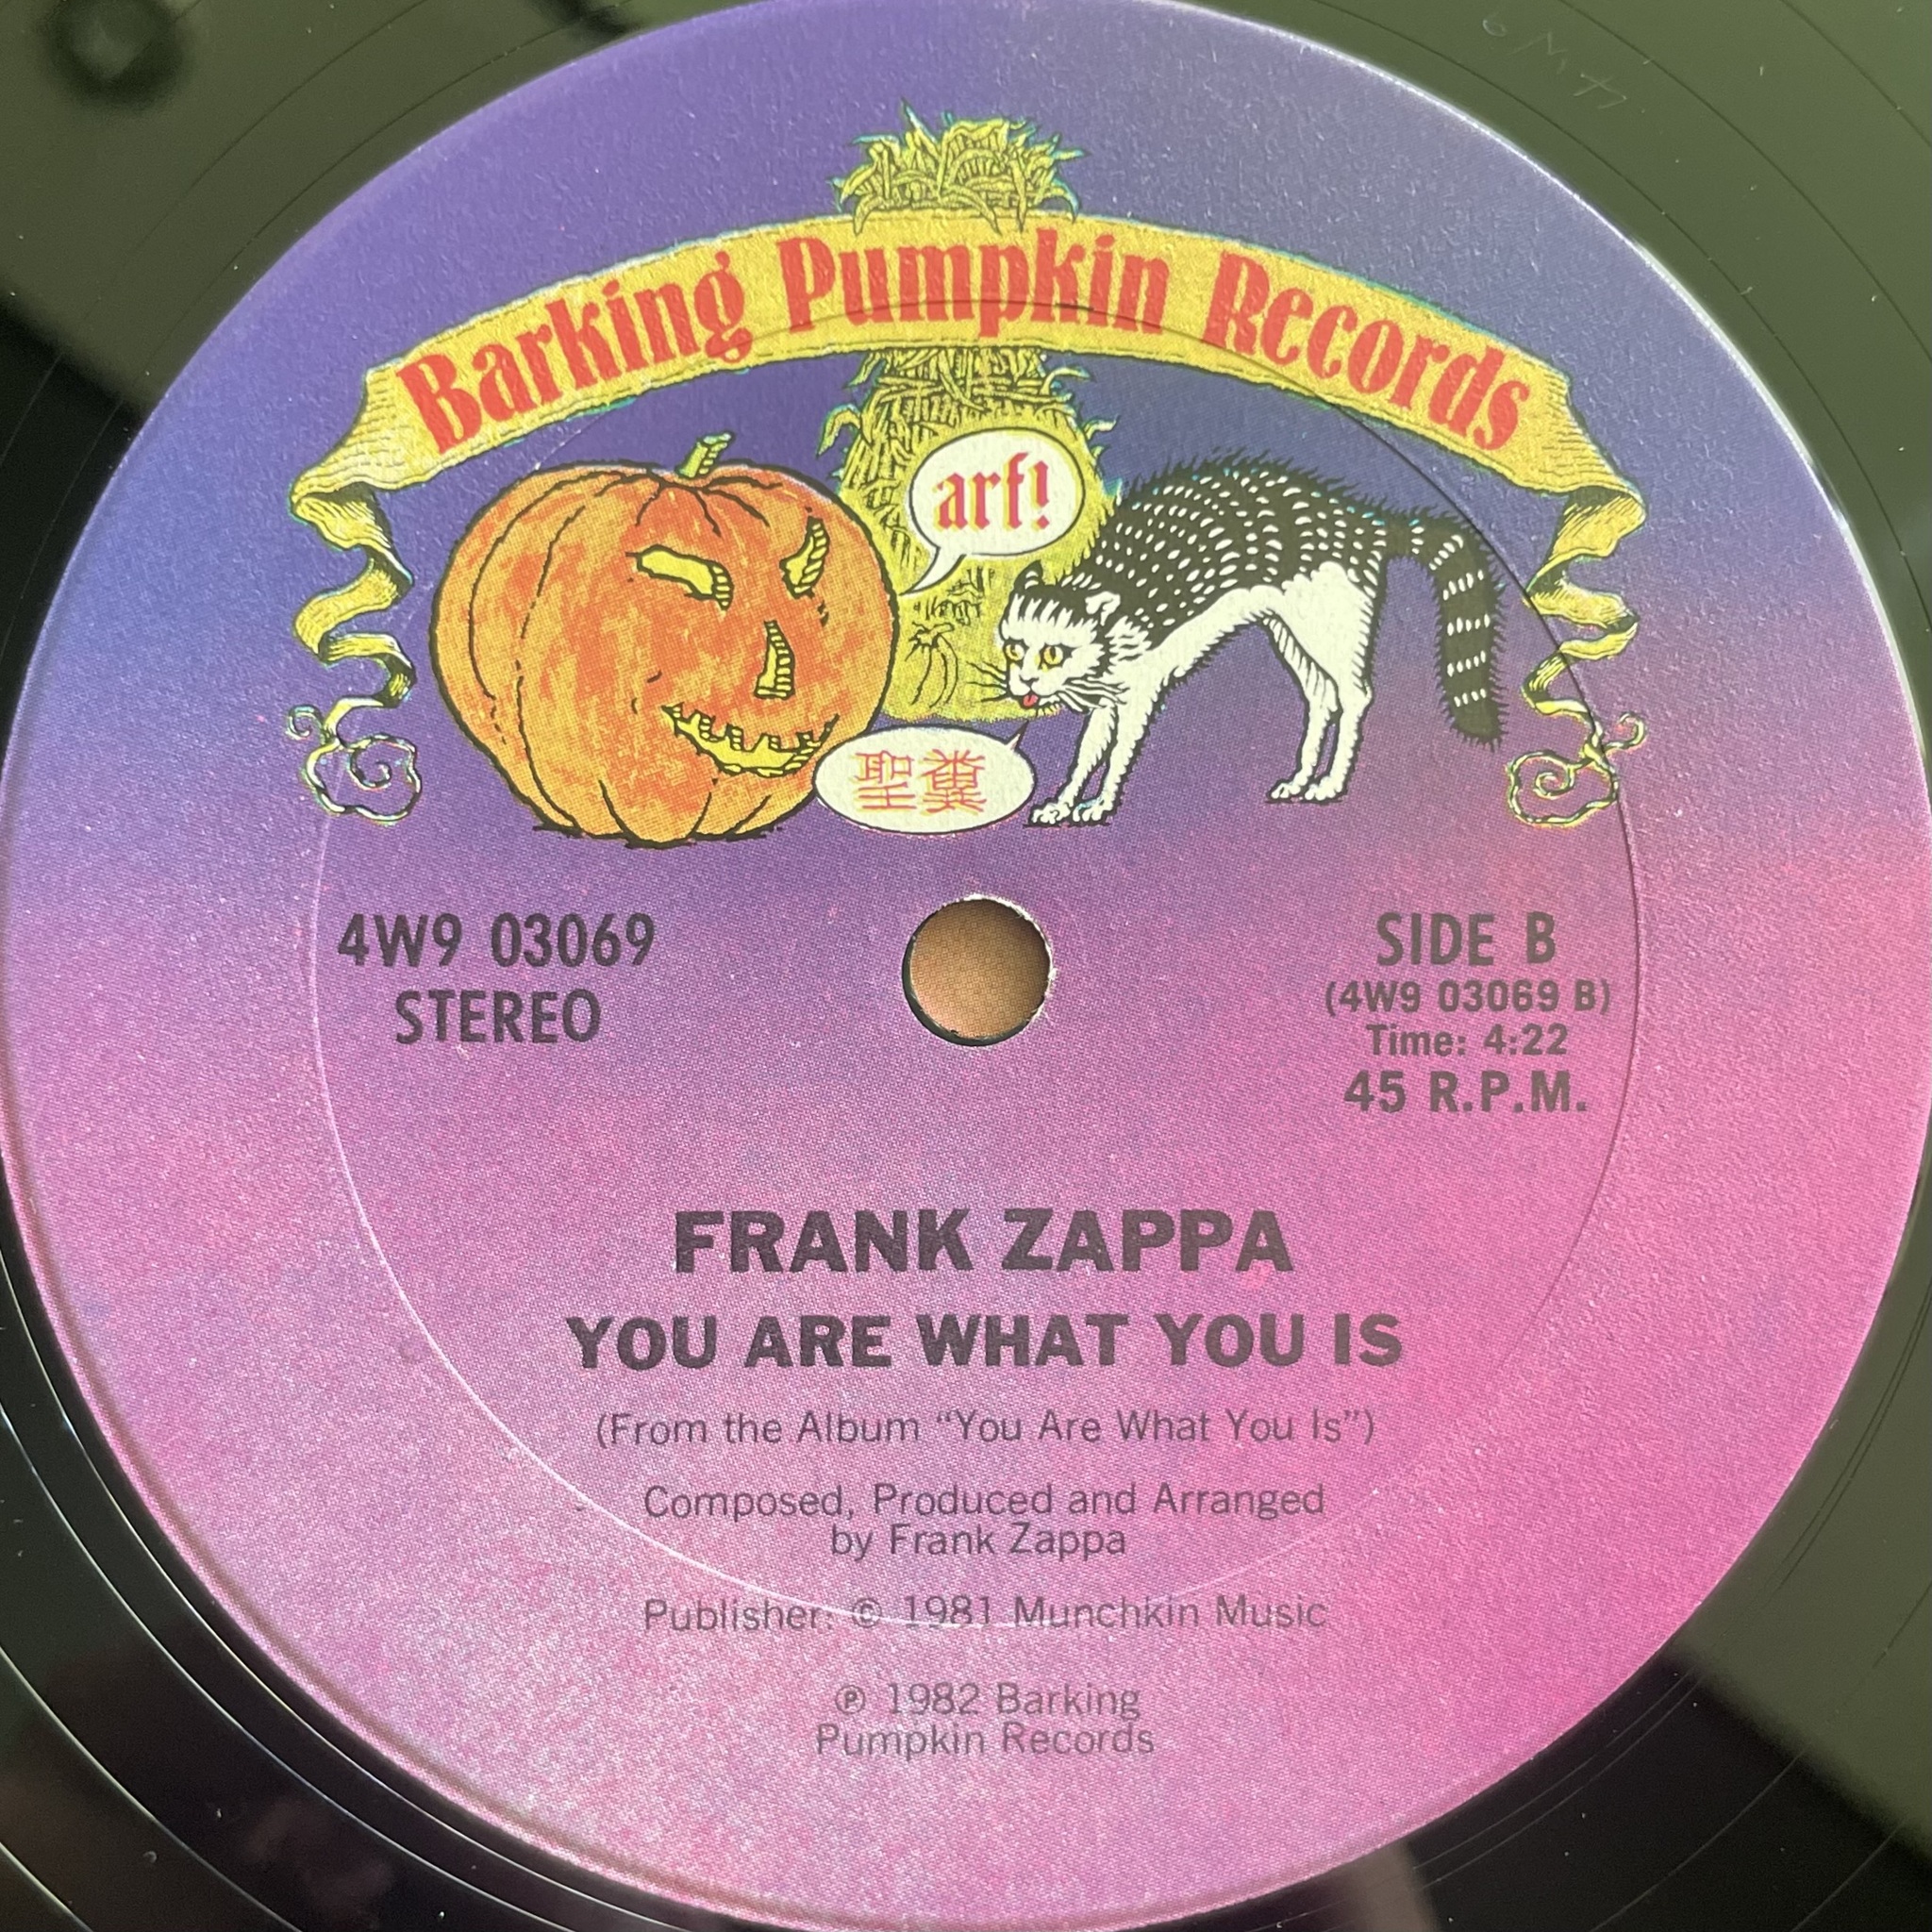 Barking Pumpkin Records
arf!
聖糞
4W9 03069
STEREO
SIDE B
(4W9 03069 B)
Time: 4:22
45 R.P.M.
FRANK ZAPPA
YOU ARE WHAT YOU IS
(From the Album “You Are What You Is”)
Composed, Produced and Arranged
by Frank Zappa
Publisher: © 1981 Munchkin Music
℗ 1982 Barking
Pumpkin Records